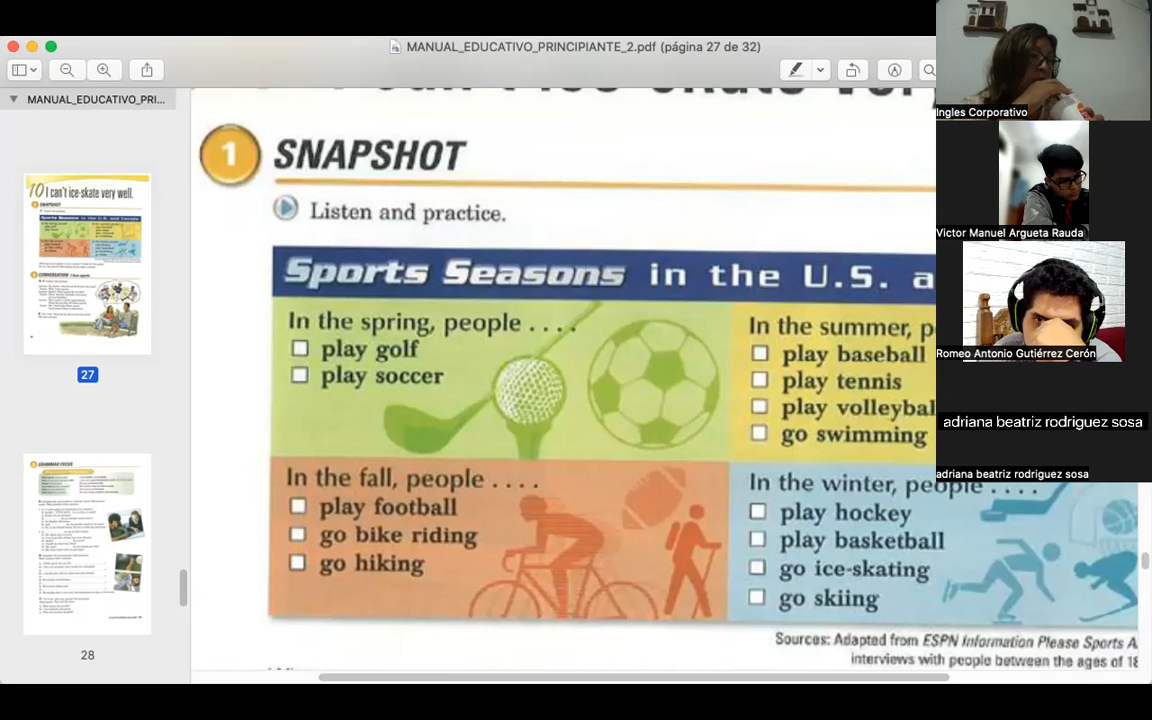 MANUAL_EDUCATIVO_PRINCIPIANTE_2.pdf (página 27 de 32)
MANUAL_EDUCATIVO_PRI...
10 I can't ice-skate very well.
27
28
1 SNAPSHOT
Listen and practice.
Sports Seasons in the U.S. a
In the spring, people . . . .
play golf
play soccer
In the summer, p
play baseball
play tennis
play volleybal
go swimming
In the fall, people . . . .
play football
go bike riding
go hiking
In the winter, people . . . .
play hockey
play basketball
go ice-skating
go skiing
Sources: Adapted from ESPN Information Please Sports A
interviews with people between the ages of 18
Ingles Corporativo
Victor Manuel Argueta Rauda
Romeo Antonio Gutiérrez Cerón
adriana beatriz rodriguez sosa
adriana beatriz rodriguez sosa